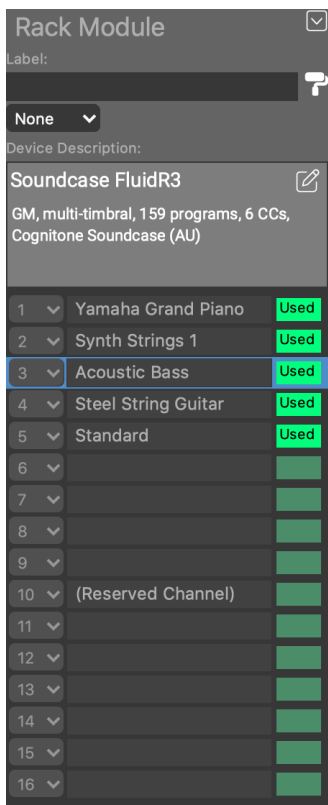 Rack Module
Label:
None
Device Description:
Soundcase FluidR3
GM, multi-timbral, 159 programs, 6 CCs,
Cognitone Soundcase (AU)
1 Yamaha Grand Piano Used
2 Synth Strings 1 Used
3 Acoustic Bass Used
4 Steel String Guitar Used
5 Standard Used
6
7
8
9
10 (Reserved Channel)
11
12
13
14
15
16